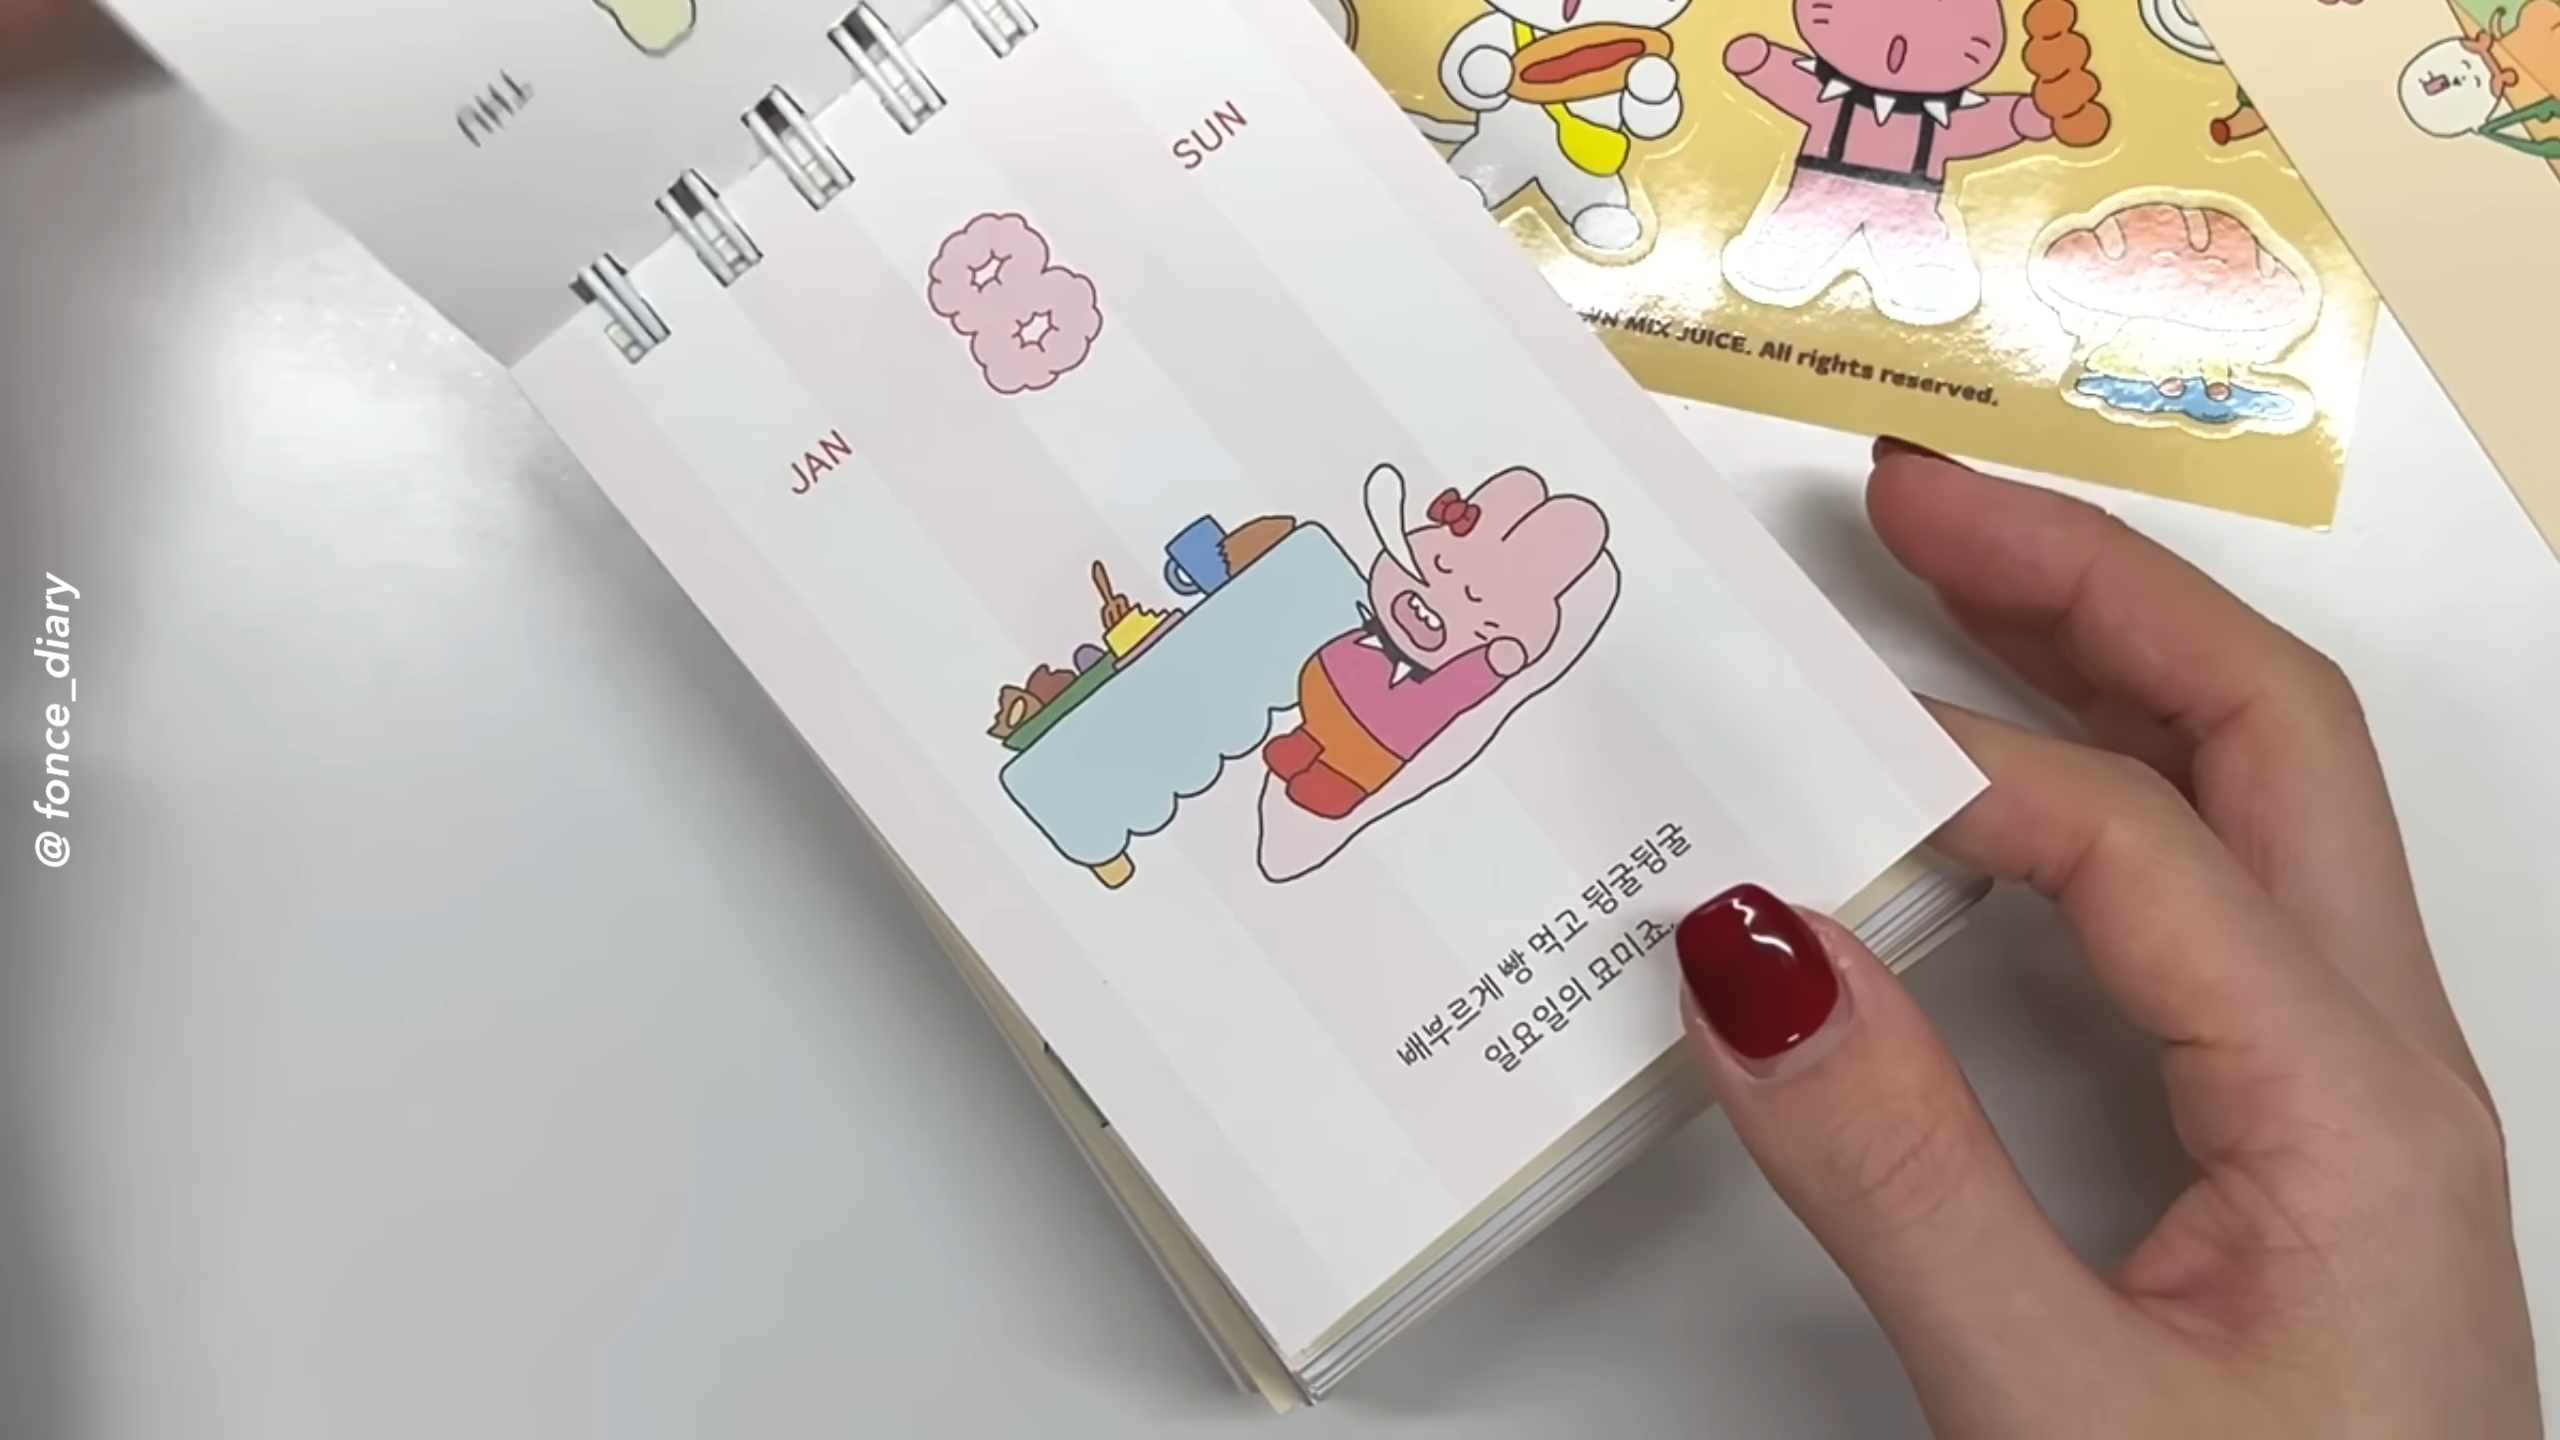 @fonce_diary
THU
JAN
8
SUN
배부르게 빵 먹고 뒹굴뒹굴
일요일의 묘미죠.
MIX JUICE. All rights reserved.